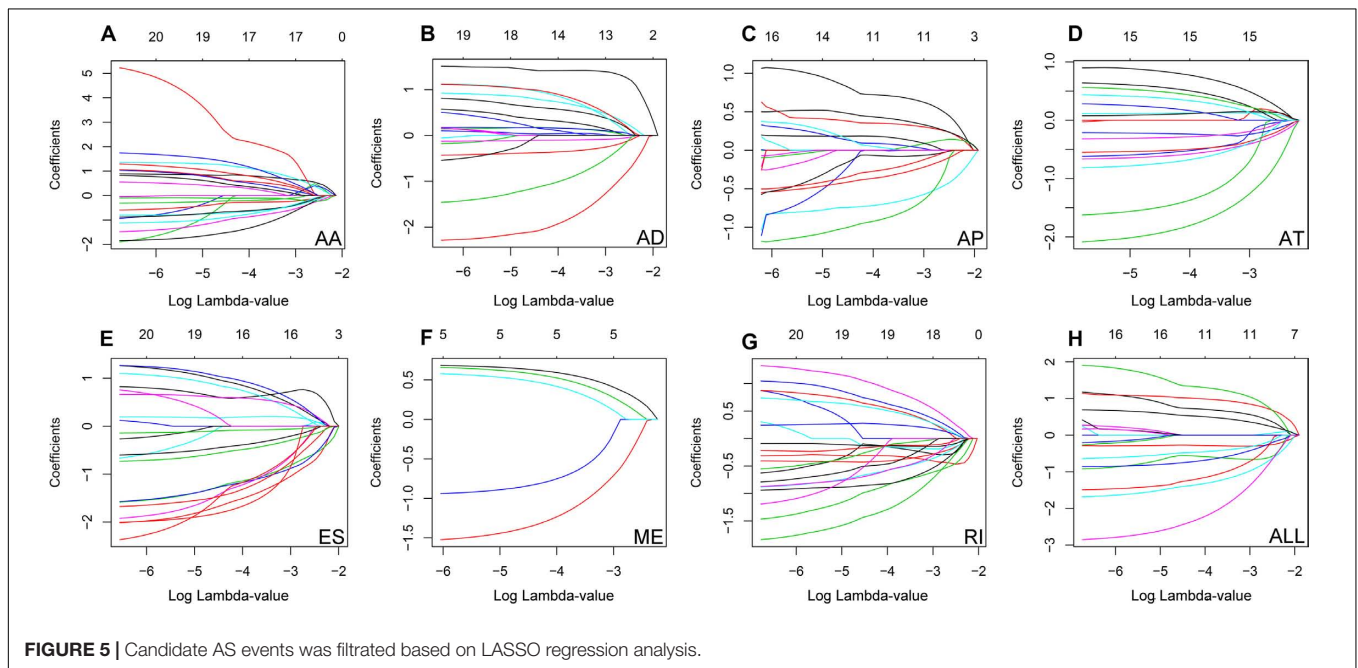 A
20 19 17 17 0
Coefficients
5
4
3
2
1
0
−2
AA
−6 −5 −4 −3 −2
Log Lambda-value
B
19 18 14 13 2
Coefficients
1
0
−1
−2
AD
−6 −5 −4 −3 −2
Log Lambda-value
C
16 14 11 11 3
Coefficients
1.0
0.5
0.0
−0.5
−1.0
AP
−6 −5 −4 −3 −2
Log Lambda-value
D
15 15 15
Coefficients
1.0
0.0
−1.0
−2.0
AT
−5 −3
Log Lambda-value
E
20 19 16 16 3
Coefficients
1
0
−1
−2
ES
−6 −5 −4 −3 −2
Log Lambda-value
F
5 5 5 5
Coefficients
0.5
0.0
−0.5
−1.0
−1.5
ME
−6 −5 −4 −3
Log Lambda-value
G
20 19 19 18 0
Coefficients
0.5
−0.5
−1.5
RI
−6 −5 −4 −3 −2
Log Lambda-value
H
16 16 11 11 7
Coefficients
2
1
0
1
−2
−3
ALL
−6 −5 −4 −3 −2
Log Lambda-value
FIGURE 5 | Candidate AS events was filtrated based on LASSO regression analysis.